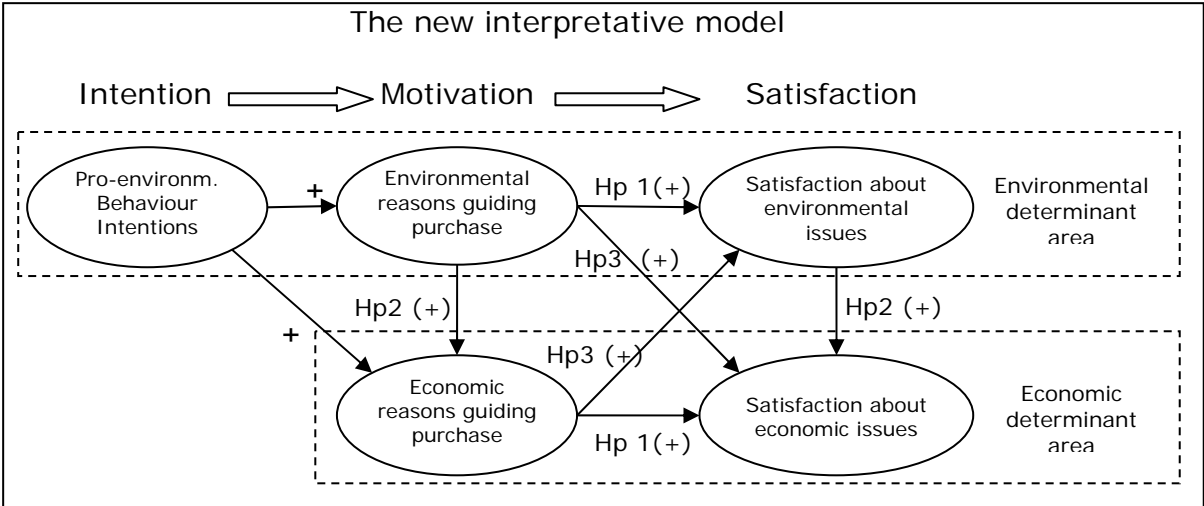 The new interpretative model
Intention
Motivation
Satisfaction
Pro-environm.
Behaviour
Intentions
+
Environmental
reasons guiding
purchase
Hp 1(+)
Satisfaction about
environmental
issues
Environmental
determinant
area
Hp3 (+)
Hp2 (+)
Hp2 (+)
+
Hp3 (+)
Economic
reasons guiding
purchase
Hp 1(+)
Satisfaction about
economic issues
Economic
determinant
area